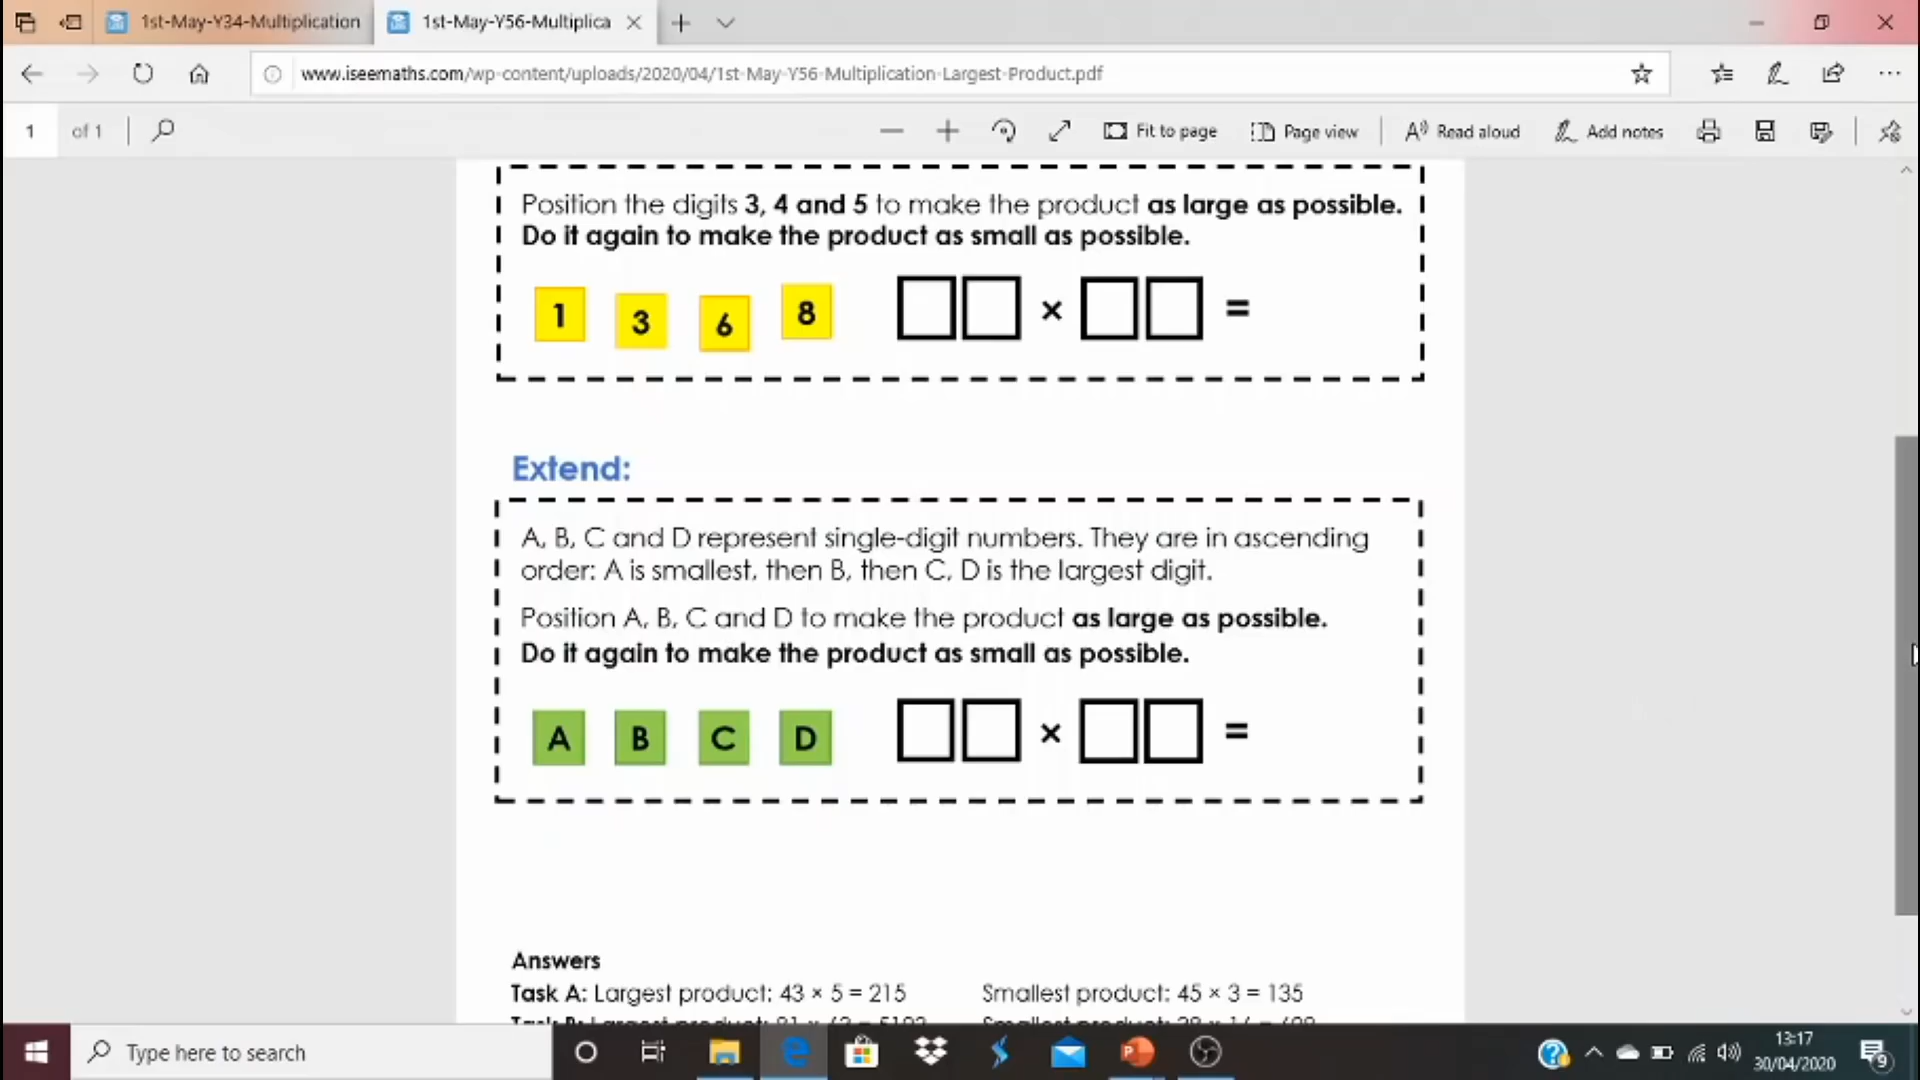 1st-May-Y34-Multiplication
1st-May-Y56-Multiplica
www.iseemaths.com/wp-content/uploads/2020/04/1st-May-Y56-Multiplication-Largest-Product.pdf
1 of 1
Fit to page
Page view
Read aloud
Add notes
Position the digits 3, 4 and 5 to make the product as large as possible.
Do it again to make the product as small as possible.
1 3 6 8 × =
Extend:
A, B, C and D represent single-digit numbers. They are in ascending
order: A is smallest, then B, then C, D is the largest digit.
Position A, B, C and D to make the product as large as possible.
Do it again to make the product as small as possible.
A B C D × =
Answers
Task A: Largest product: 43 × 5 = 215 Smallest product: 45 × 3 = 135
Type here to search
13:17
30/04/2020
9